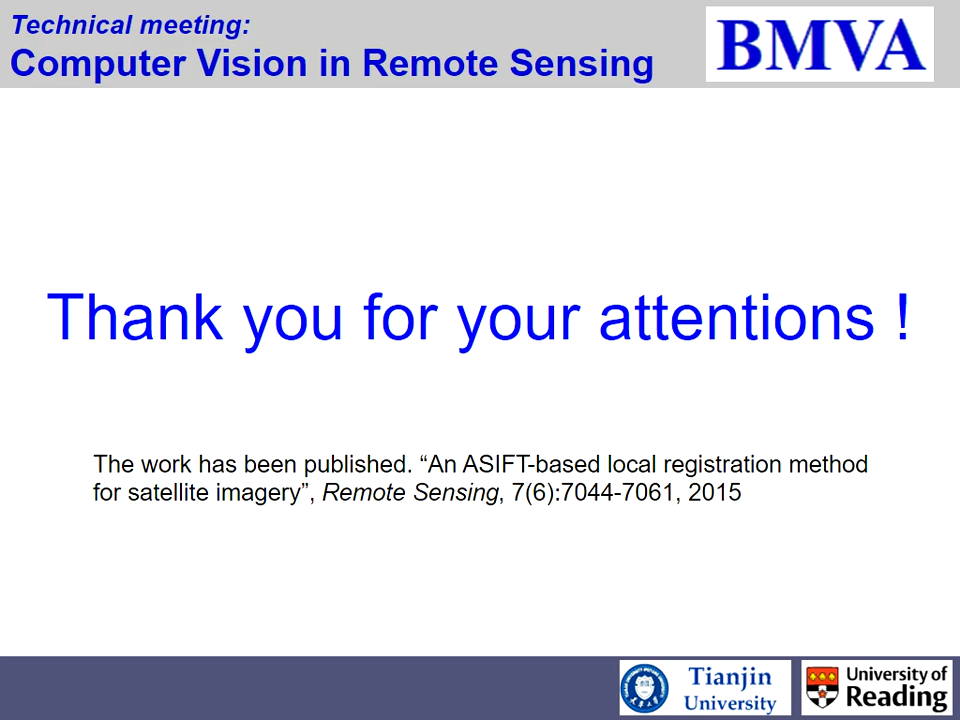 Technical meeting:
Computer Vision in Remote Sensing
BMVA
Thank you for your attentions !
The work has been published. “An ASIFT-based local registration method
for satellite imagery”, Remote Sensing, 7(6):7044-7061, 2015
Tianjin
University
University of
Reading